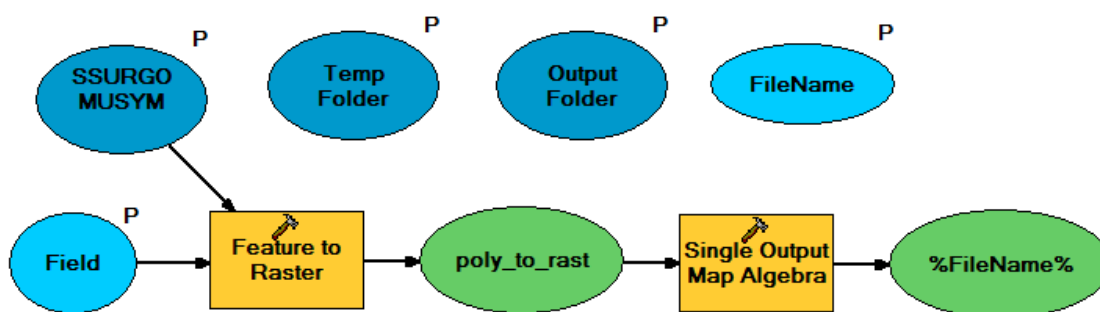 P
P
P
P
SSURGO
MUSYM
Temp
Folder
Output
Folder
FileName
P
Field
Feature to
Raster
poly_to_rast
Single Output
Map Algebra
%FileName%